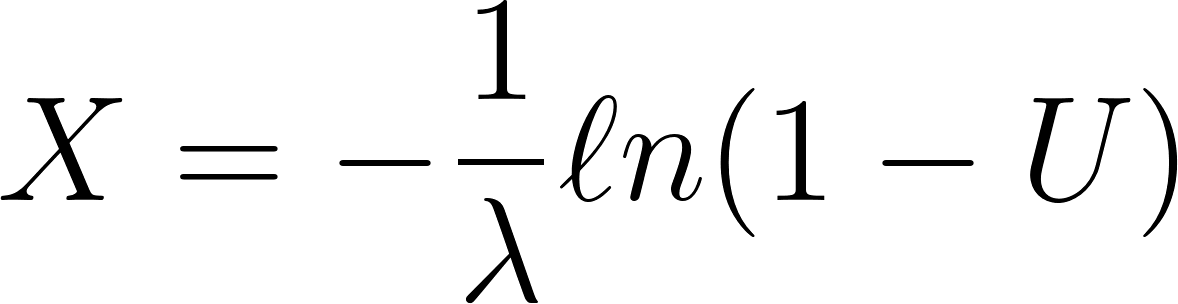 X = -\frac{1}{\lambda} \ell n(1 - U)